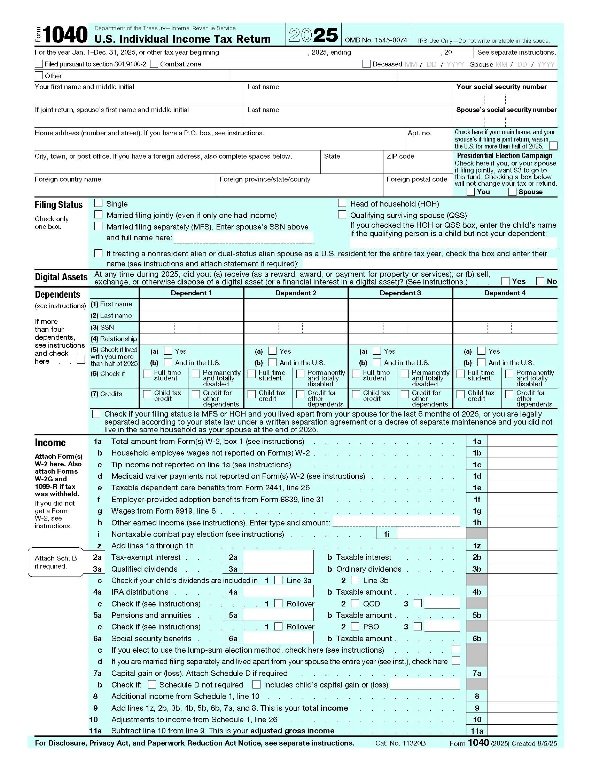 Form 1040 Department of the Treasury—Internal Revenue Service
U.S. Individual Income Tax Return 2025 OMB No. 1545-0074 IRS Use Only—Do not write or staple in this space.
For the year Jan. 1–Dec. 31, 2025, or other tax year beginning , 2025, ending , 20 See separate instructions.
Filed pursuant to section 301.9100-2 Combat zone Deceased MM / DD / YYYY Spouse MM / DD / YYYY
Other
Your first name and middle initial Last name Your social security number
If joint return, spouse's first name and middle initial Last name Spouse's social security number
Home address (number and street). If you have a P.O. box, see instructions. Apt. no. Check here if your main home, and your
spouse's if filing a joint return, was in
the U.S. for more than half of 2025.
City, town, or post office. If you have a foreign address, also complete spaces below. State ZIP code Presidential Election Campaign
Check here if you, or your spouse
if filing jointly, want $3 to go to
Foreign country name Foreign province/state/county Foreign postal code this fund. Checking a box below
will not change your tax or refund.
You Spouse
Filing Status Single Head of household (HOH)
Check only Married filing jointly (even if only one had income) Qualifying surviving spouse (QSS)
one box. Married filing separately (MFS). Enter spouse's SSN above If you checked the HOH or QSS box, enter the child's name
and full name here: if the qualifying person is a child but not your dependent:
If treating a nonresident alien or dual-status alien spouse as a U.S. resident for the entire tax year, check the box and enter their
name (see instructions and attach statement if required):
Digital Assets At any time during 2025, did you: (a) receive (as a reward, award, or payment for property or services); or (b) sell,
exchange, or otherwise dispose of a digital asset (or a financial interest in a digital asset)? (See instructions.) Yes No
Dependents Dependent 1 Dependent 2 Dependent 3 Dependent 4
(see instructions) (1) First name
(2) Last name
If more (3) SSN
than four
dependents, (4) Relationship
see instructions (5) Check if lived (a) Yes (a) Yes (a) Yes (a) Yes
and check with you more
here than half of 2025 (b) And in the U.S. (b) And in the U.S. (b) And in the U.S. (b) And in the U.S.
(6) Check if Full-time student Permanently and totally disabled Full-time student Permanently and totally disabled Full-time student Permanently and totally disabled Full-time student Permanently and totally disabled
(7) Credits Child tax credit Credit for other dependents Child tax credit Credit for other dependents Child tax credit Credit for other dependents Child tax credit Credit for other dependents
Check if your filing status is MFS or HOH and you lived apart from your spouse for the last 6 months of 2025, or you are legally
separated according to your state law under a written separation agreement or a decree of separate maintenance and you did not
live in the same household as your spouse at the end of 2025.
Income 1a Total amount from Form(s) W-2, box 1 (see instructions) 1a
Attach Form(s) b Household employee wages not reported on Form(s) W-2 1b
W-2 here. Also c Tip income not reported on line 1a (see instructions) 1c
attach Forms d Medicaid waiver payments not reported on Form(s) W-2 (see instructions) 1d
W-2G and
1099-R if tax e Taxable dependent care benefits from Form 2441, line 26 1e
was withheld. f Employer-provided adoption benefits from Form 8839, line 31 1f
If you did not g Wages from Form 8919, line 6 1g
get a Form
W-2, see h Other earned income (see instructions). Enter type and amount: 1h
instructions. i Nontaxable combat pay election (see instructions) 1i
z Add lines 1a through 1h 1z
Attach Sch. B 2a Tax-exempt interest 2a b Taxable interest 2b
if required. 3a Qualified dividends 3a b Ordinary dividends 3b
c Check if your child's dividends are included in 1 Line 3a 2 Line 3b
4a IRA distributions 4a b Taxable amount 4b
c Check if (see instructions) 1 Rollover 2 QCD 3
5a Pensions and annuities 5a b Taxable amount 5b
c Check if (see instructions) 1 Rollover 2 PSO 3
6a Social security benefits 6a b Taxable amount 6b
c If you elect to use the lump-sum election method, check here (see instructions)
d If you are married filing separately and lived apart from your spouse the entire year (see inst.), check here
7a Capital gain or (loss). Attach Schedule D if required 7a
b Check if: Schedule D not required Includes child's capital gain or (loss)
8 Additional income from Schedule 1, line 10 8
9 Add lines 1z, 2b, 3b, 4b, 5b, 6b, 7a, and 8. This is your total income 9
10 Adjustments to income from Schedule 1, line 26 10
11a Subtract line 10 from line 9. This is your adjusted gross income 11a
For Disclosure, Privacy Act, and Paperwork Reduction Act Notice, see separate instructions. Cat. No. 11320B Form 1040 (2025) Created 9/5/25